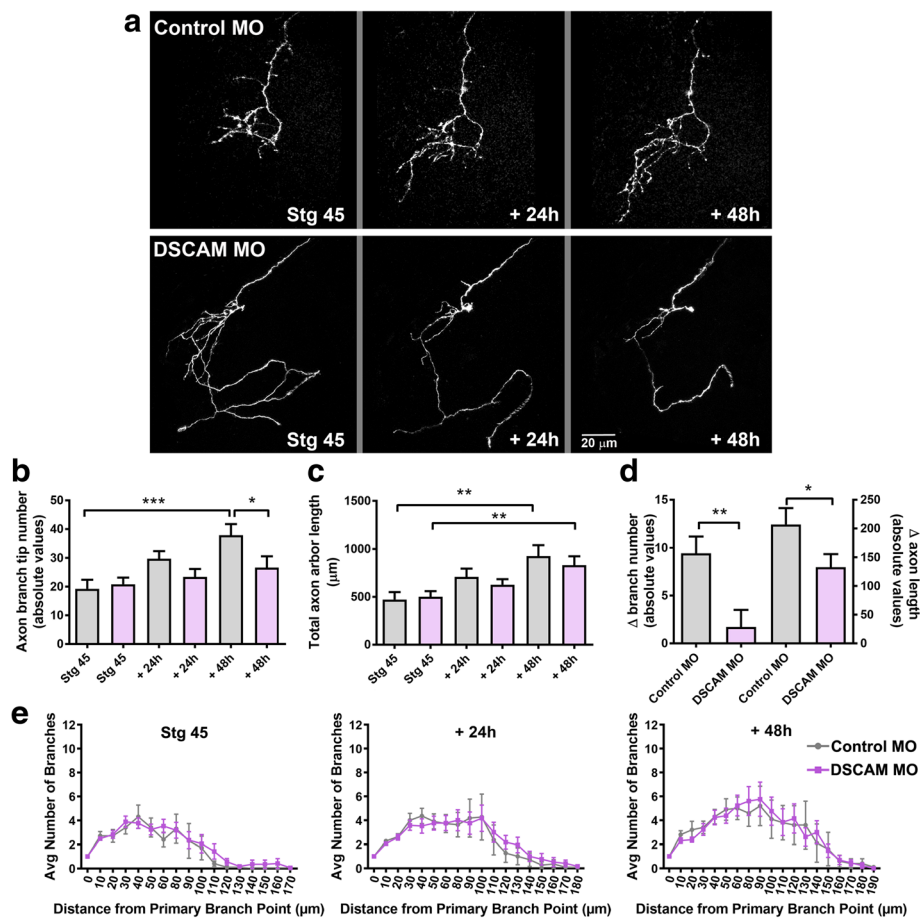 a
Control MO
Stg 45
+ 24h
+ 48h
DSCAM MO
Stg 45
+ 24h
20 μm
+ 48h
b
Axon branch tip number
(absolute values)
50
40
30
20
10
0
***
*
Stg 45
Stg 45
+ 24h
+ 24h
+ 48h
+ 48h
c
Total axon arbor length
(μm)
1500
1000
500
0
**
**
Stg 45
Stg 45
+ 24h
+ 24h
+ 48h
+ 48h
d
Δ branch number
(absolute values)
15
10
5
0
**
*
250
200
150
100
50
0
Δ axon length
(absolute values)
Control MO
DSCAM MO
Control MO
DSCAM MO
e
Stg 45
Avg Number of Branches
12
10
8
6
4
2
0
0 10 20 30 40 50 60 70 80 90 100 110 120 130 140 150 160 170
Distance from Primary Branch Point (μm)
+ 24h
Avg Number of Branches
12
10
8
6
4
2
0
0 10 20 30 40 50 60 70 80 90 100 110 120 130 140 150 160 170 180
Distance from Primary Branch Point (μm)
+ 48h
Control MO
DSCAM MO
Avg Number of Branches
12
10
8
6
4
2
0
0 10 20 30 40 50 60 70 80 90 100 110 120 130 140 150 160 170 180 190
Distance from Primary Branch Point (μm)